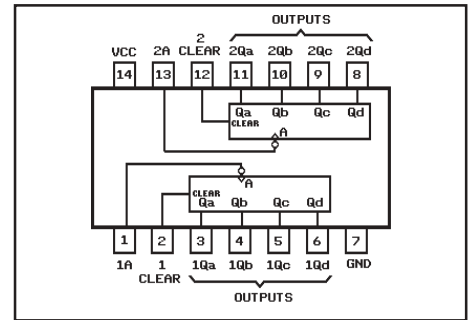 OUTPUTS
VCC 2A 2 CLEAR 2Qa 2Qb 2Qc 2Qd
14 13 12 11 10 9 8
Qa Qb Qc Qd
CLEAR
A
A
CLEAR
Qa Qb Qc Qd
1 2 3 4 5 6 7
1A 1 CLEAR 1Qa 1Qb 1Qc 1Qd GND
OUTPUTS